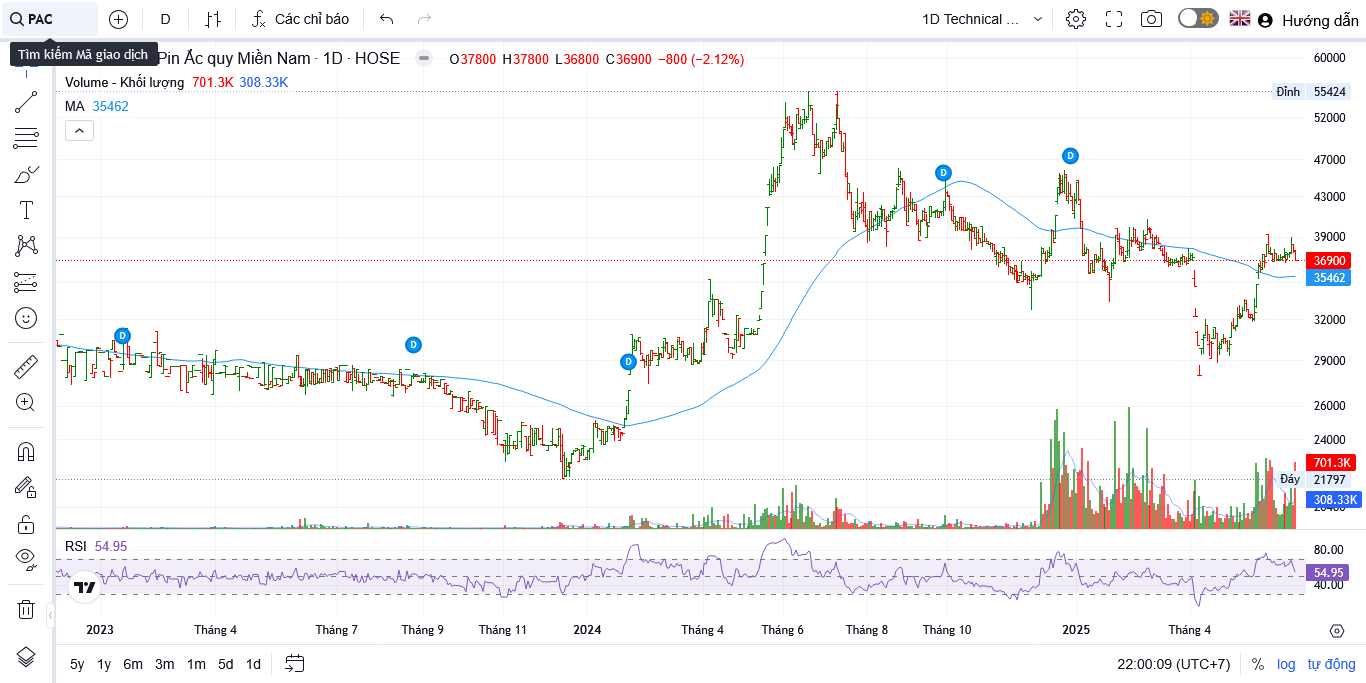 PAC
D
Các chỉ báo
1D Technical ...
Hướng dẫn
Tìm kiếm Mã giao dịch
Pin Ắc quy Miền Nam · 1D · HOSE
O37800 H37800 L36800 C36900 −800 (−2.12%)
Volume - Khối lượng 701.3K 308.33K
MA 35462
60000
Đỉnh 55424
52000
47000
43000
39000
36900
35462
32000
29000
26000
24000
701.3K
Đáy 21797
308.33K
D
D
D
D
D
RSI 54.95
80.00
54.95
40.00
2023 Tháng 4 Tháng 7 Tháng 9 Tháng 11 2024 Tháng 4 Tháng 6 Tháng 8 Tháng 10 2025 Tháng 4
5y 1y 6m 3m 1m 5d 1d
22:00:09 (UTC+7) % log tự động